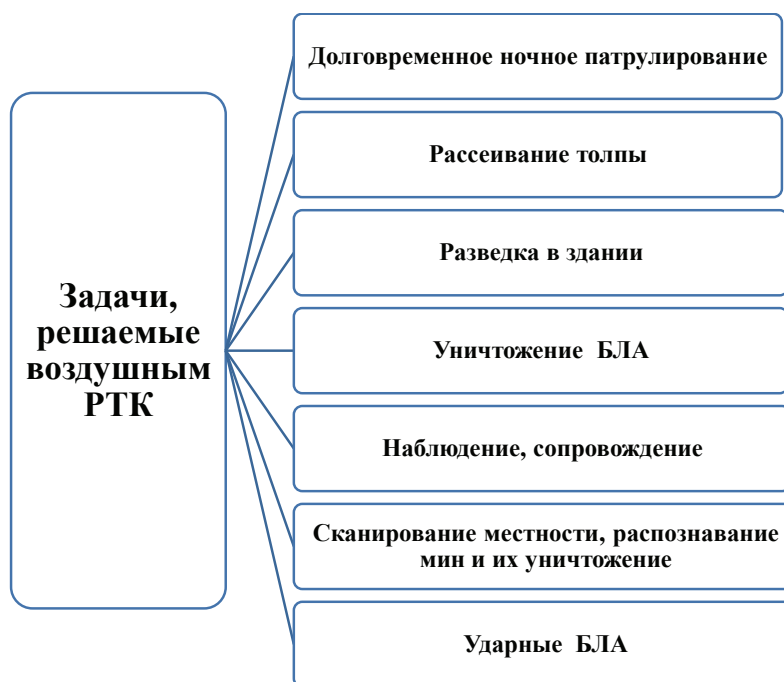 Долговременное ночное патрулирование
Рассеивание толпы
Разведка в здании
Задачи,
решаемые
воздушным
РТК
Уничтожение БЛА
Наблюдение, сопровождение
Сканирование местности, распознавание
мин и их уничтожение
Ударные БЛА